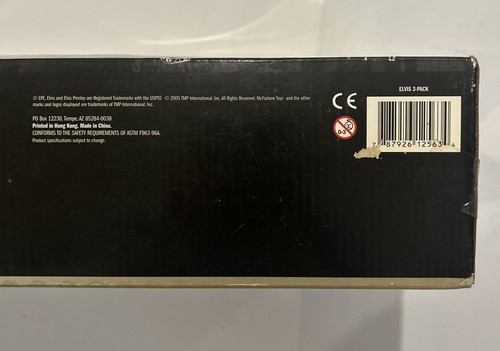 © EPE, Elvis and Elvis Presley are Registered Trademarks with the USPTO © 2005 TMP International, Inc. All Rights Reserved. McFarlane Toys and the other
marks and logos displayed are trademarks of TMP International, Inc.
PO Box 12230, Tempe, AZ 85284-0038
Printed in Hong Kong. Made in China.
CONFORMS TO THE SAFETY REQUIREMENTS OF ASTM F963-96A.
Product specifications subject to change.
CE
0-3
ELVIS 3-PACK
7 87926 12563 4